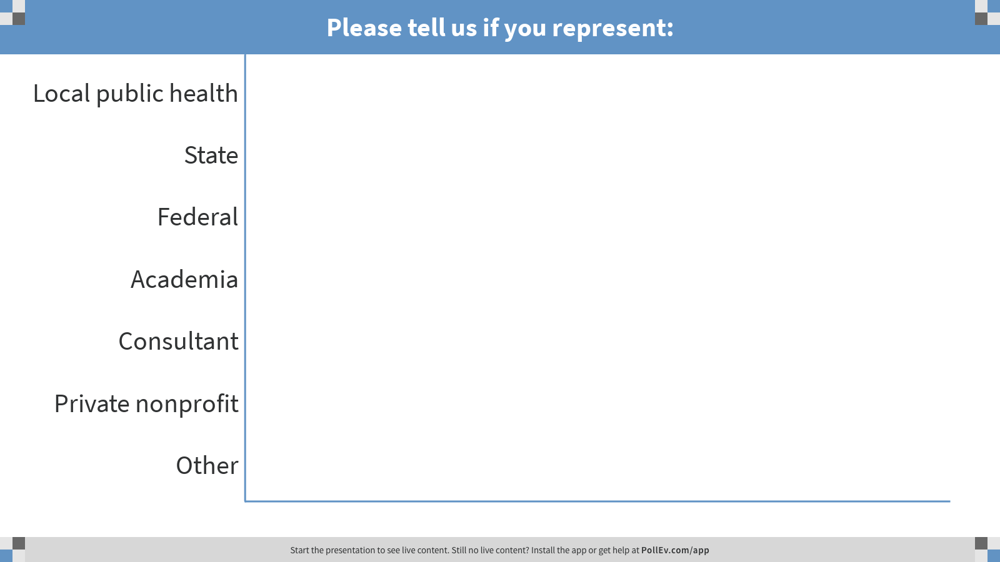 Please tell us if you represent:
Local public health
State
Federal
Academia
Consultant
Private nonprofit
Other
Start the presentation to see live content. Still no live content? Install the app or get help at PollEv.com/app